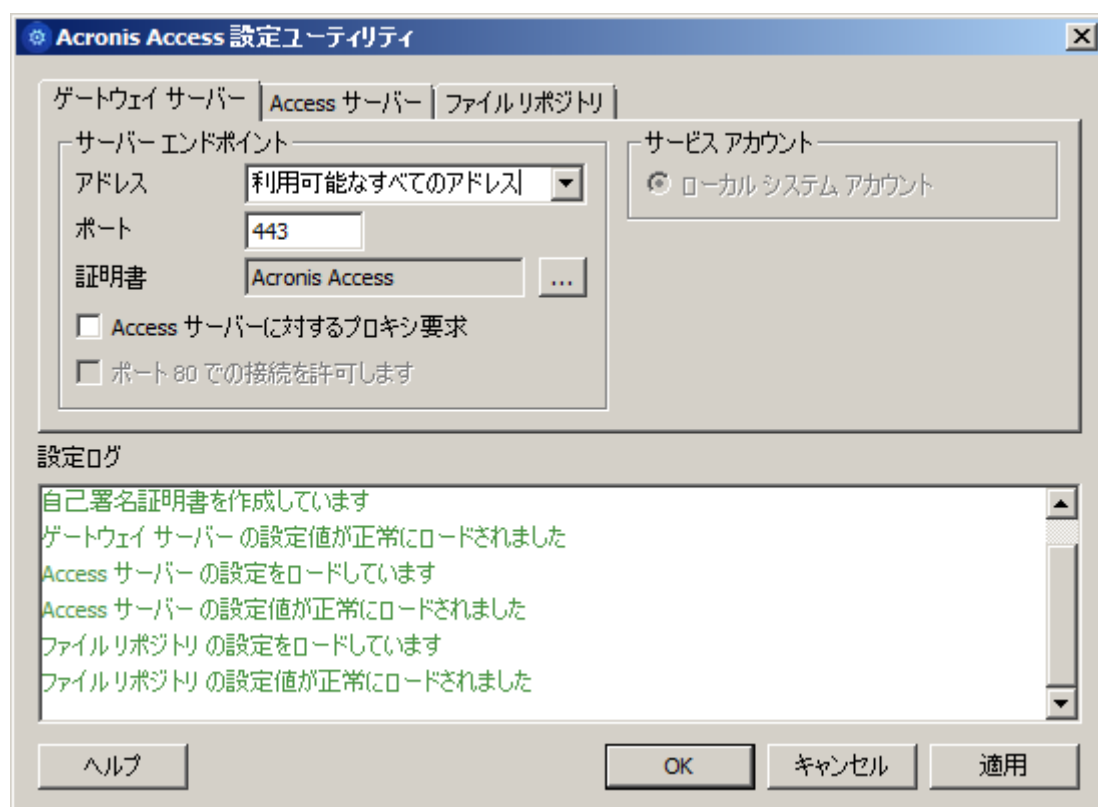 Acronis Access 設定ユーティリティ
ゲートウェイ サーバー
Access サーバー
ファイル リポジトリ
サーバー エンドポイント
サービス アカウント
アドレス
利用可能なすべてのアドレス
ローカル システム アカウント
ポート
443
証明書
Acronis Access
...
Access サーバーに対するプロキシ要求
ポート 80 での接続を許可します
設定ログ
自己署名証明書を作成しています
ゲートウェイ サーバー の設定値が正常にロードされました
Access サーバー の設定をロードしています
Access サーバー の設定値が正常にロードされました
ファイル リポジトリ の設定をロードしています
ファイル リポジトリ の設定値が正常にロードされました
ヘルプ
OK
キャンセル
適用